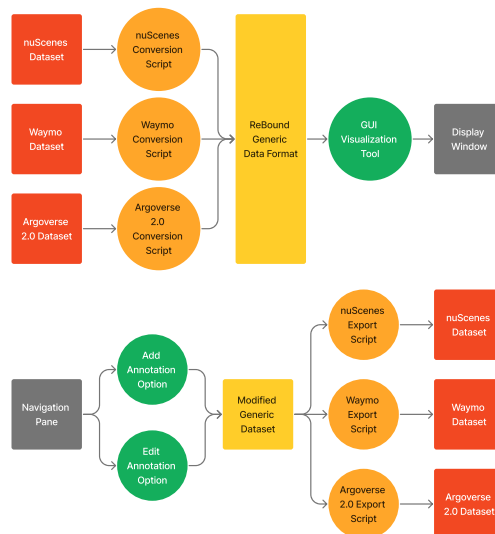 nuScenes
Dataset
nuScenes
Conversion
Script
Waymo
Dataset
Waymo
Conversion
Script
Argoverse
2.0 Dataset
Argoverse
2.0
Conversion
Script
ReBound
Generic
Data Format
GUI
Visualization
Tool
Display
Window
Navigation
Pane
Add
Annotation
Option
Edit
Annotation
Option
Modified
Generic
Dataset
nuScenes
Export
Script
nuScenes
Dataset
Waymo
Export
Script
Waymo
Dataset
Argoverse
2.0 Export
Script
Argoverse
2.0 Dataset